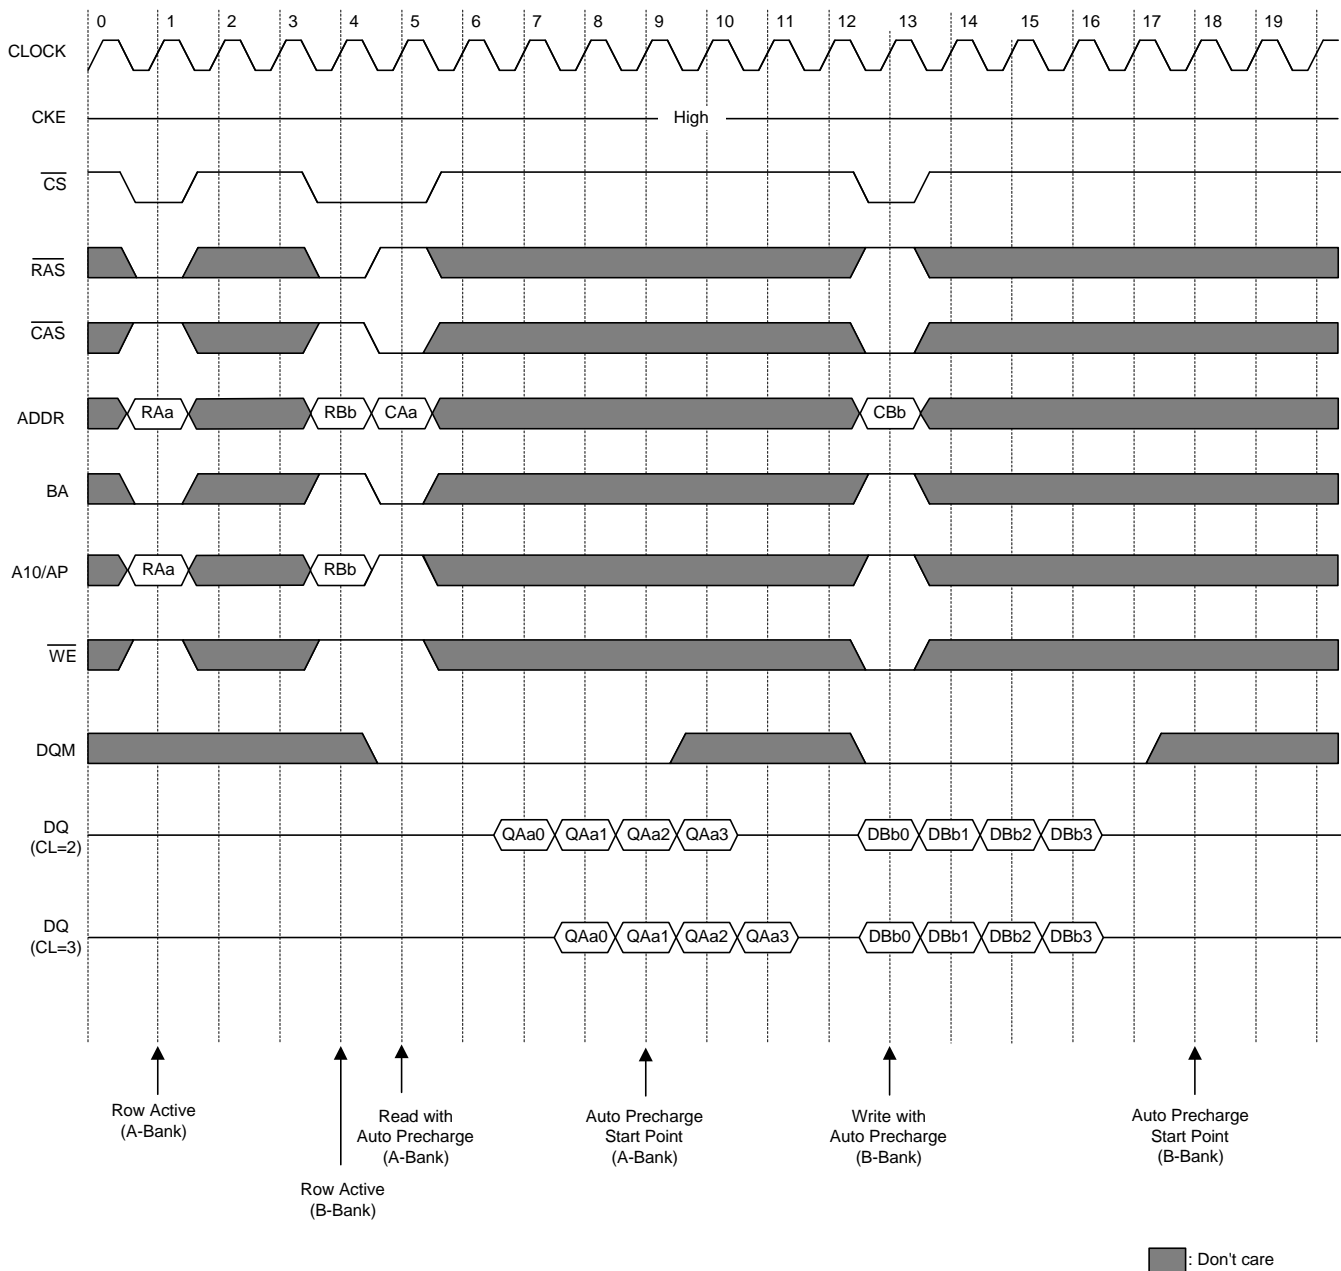 0 1 2 3 4 5 6 7 8 9 10 11 12 13 14 15 16 17 18 19
CLOCK
CKE High
CS
RAS
CAS
ADDR RAa RBb CAa CBb
BA
A10/AP RAa RBb
WE
DQM
DQ
(CL=2)
QAa0 QAa1 QAa2 QAa3 DBb0 DBb1 DBb2 DBb3
DQ
(CL=3)
QAa0 QAa1 QAa2 QAa3 DBb0 DBb1 DBb2 DBb3
Row Active
(A-Bank)
Row Active
(B-Bank)
Read with
Auto Precharge
(A-Bank)
Auto Precharge
Start Point
(A-Bank)
Write with
Auto Precharge
(B-Bank)
Auto Precharge
Start Point
(B-Bank)
: Don't care